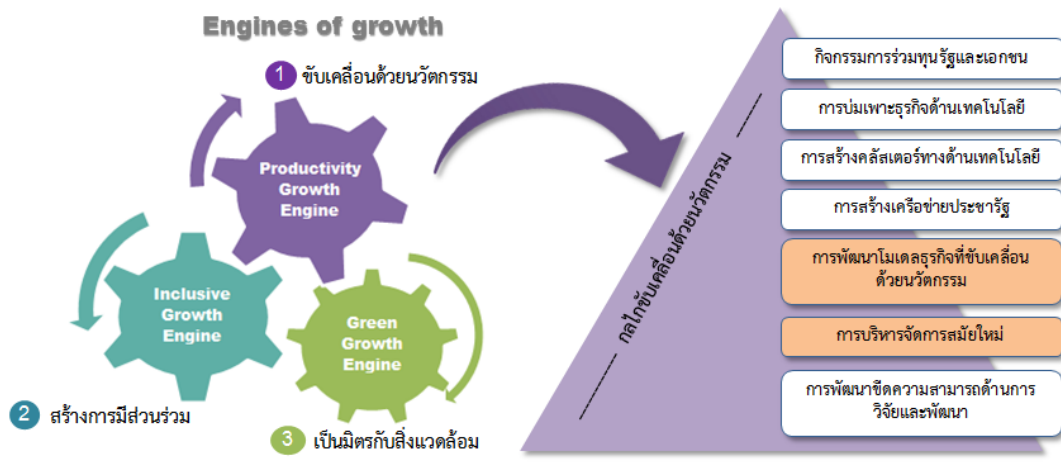 Engines of growth
1 ขับเคลื่อนด้วยนวัตกรรม
Productivity
Growth
Engine
Inclusive
Growth
Engine
Green
Growth
Engine
2 สร้างการมีส่วนร่วม
3 เป็นมิตรกับสิ่งแวดล้อม
กลไกขับเคลื่อนด้วยนวัตกรรม
กิจกรรมการร่วมทุนรัฐและเอกชน
การบ่มเพาะธุรกิจด้านเทคโนโลยี
การสร้างคลัสเตอร์ทางด้านเทคโนโลยี
การสร้างเครือข่ายประชารัฐ
การพัฒนาโมเดลธุรกิจที่ขับเคลื่อน
ด้วยนวัตกรรม
การบริหารจัดการสมัยใหม่
การพัฒนาขีดความสามารถด้านการ
วิจัยและพัฒนา